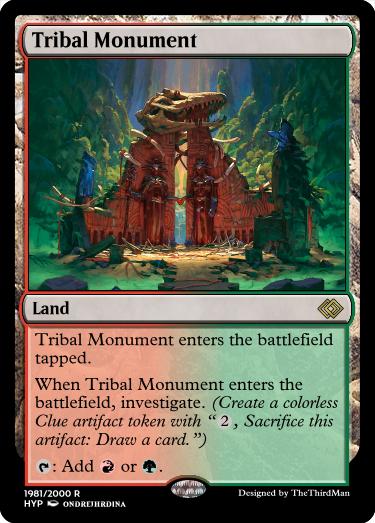 Tribal Monument
Land
Tribal Monument enters the battlefield
tapped.
When Tribal Monument enters the
battlefield, investigate. (Create a colorless
Clue artifact token with “2, Sacrifice this
artifact: Draw a card.”)
: Add or .
1981/2000 R
HYP ONDREJHRDINA
Designed by TheThirdMan